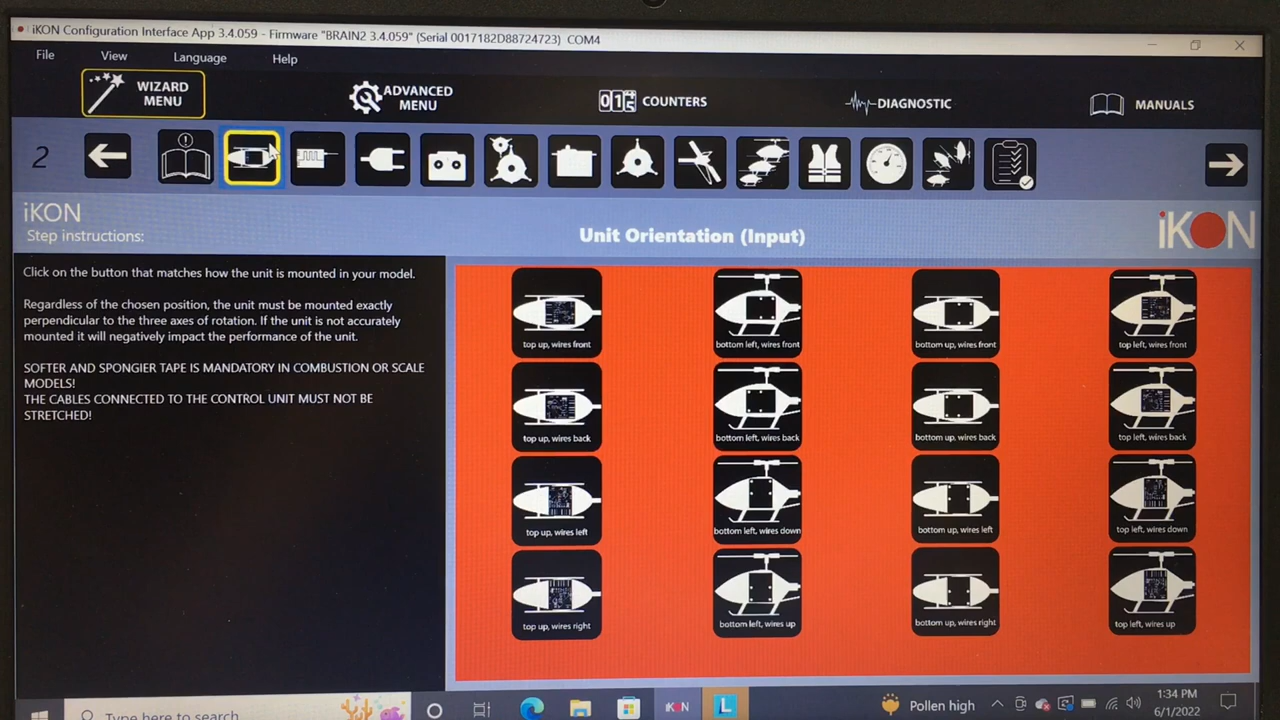 iKON Configuration Interface App 3.4.059 - Firmware "BRAIN2 3.4.059" (Serial 0017182D88724723) COM4
File View Language Help
WIZARD MENU
ADVANCED MENU
COUNTERS
DIAGNOSTIC
MANUALS
2
iKON
Step instructions:
Unit Orientation (Input)
iKON
Click on the button that matches how the unit is mounted in your model.
Regardless of the chosen position, the unit must be mounted exactly
perpendicular to the three axes of rotation. If the unit is not accurately
mounted it will negatively impact the performance of the unit.
SOFTER AND SPONGIER TAPE IS MANDATORY IN COMBUSTION OR SCALE
MODELS!
THE CABLES CONNECTED TO THE CONTROL UNIT MUST NOT BE
STRETCHED!
top up, wires front
bottom left, wires front
bottom up, wires front
top left, wires front
top up, wires back
bottom left, wires back
bottom up, wires back
top left, wires back
top up, wires left
bottom left, wires down
bottom up, wires left
top left, wires down
top up, wires right
bottom left, wires up
bottom up, wires right
top left, wires up
Type here to search
iKON
L
Pollen high
1:34 PM
6/1/2022